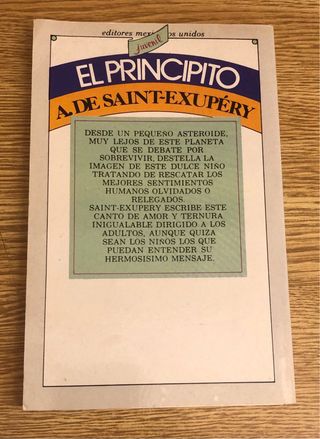 editores mexicanos unidos
Juvenil
EL PRINCIPITO
A. DE SAINT-EXUPÉRY
DESDE UN PEQUEÑO ASTEROIDE,
MUY LEJOS DE ESTE PLANETA
QUE SE DEBATE POR
SOBREVIVIR, DESTELLA LA
IMAGEN DE ESTE DULCE NIÑO
TRATANDO DE RESCATAR LOS
MEJORES SENTIMIENTOS
HUMANOS OLVIDADOS O
RELEGADOS.
SAINT-EXUPERY ESCRIBE ESTE
CANTO DE AMOR Y TERNURA
INIGUALABLE DIRIGIDO A LOS
ADULTOS, AUNQUE QUIZA
SEAN LOS NIÑOS LOS QUE
PUEDAN ENTENDER SU
HERMOSISIMO MENSAJE.